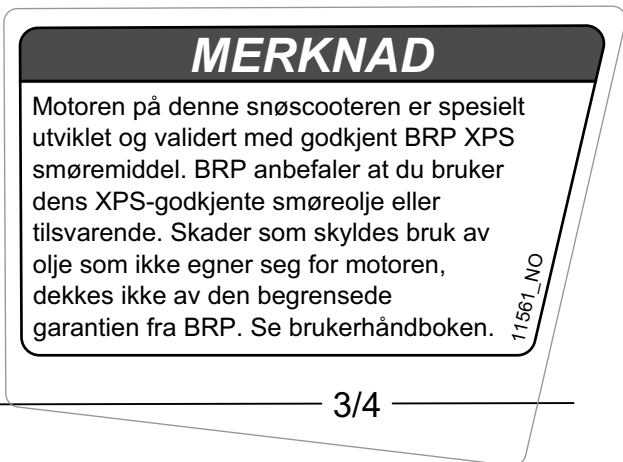 MERKNAD
Motoren på denne snøscooteren er spesielt
utviklet og validert med godkjent BRP XPS
smøremiddel. BRP anbefaler at du bruker
dens XPS-godkjente smøreolje eller
tilsvarende. Skader som skyldes bruk av
olje som ikke egner seg for motoren,
dekkes ikke av den begrensede
garantien fra BRP. Se brukerhåndboken.
11561_NO
3/4